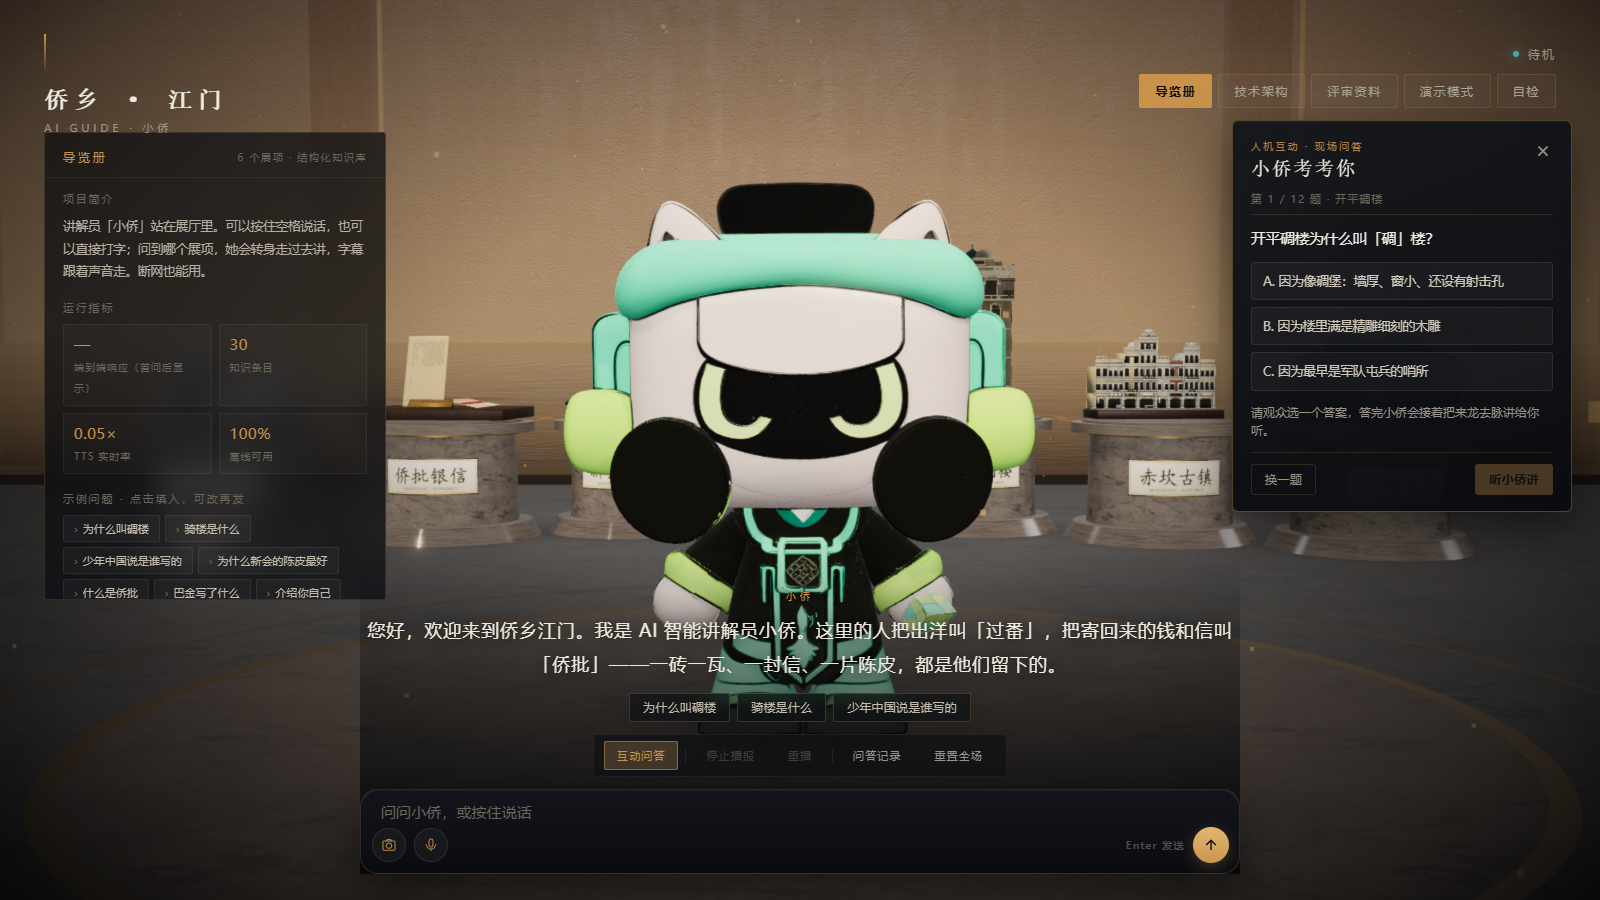 侨乡 · 江门
AI GUIDE · 小侨
待机
导览册
技术架构
评审资料
演示模式
自检
导览册
6 个展项 · 结构化知识库
项目简介
讲解员「小侨」站在展厅里。可以按住空格说话，也可
以直接打字；问到哪个展项，她会转身走过去讲，字幕
跟着声音走。断网也能用。
运行指标
—
端到端响应（首问后显
示）
30
知识条目
0.05×
TTS 实时率
100%
离线可用
示例问题 · 点击填入，可改再发
› 为什么叫碉楼
› 骑楼是什么
› 少年中国说是谁写的
› 为什么新会的陈皮最好
› 什么是侨批
› 巴金写了什么
› 介绍你自己
人机互动 · 现场问答
小侨考考你
第 1 / 12 题 · 开平碉楼
开平碉楼为什么叫「碉」楼？
A. 因为像碉堡：墙厚、窗小、还设有射击孔
B. 因为楼里满是精雕细刻的木雕
C. 因为最早是军队屯兵的哨所
请观众选一个答案，答完小侨会接着把来龙去脉讲给你
听。
换一题
听小侨讲
侨批银信
赤坎古镇
小侨
您好，欢迎来到侨乡江门。我是 AI 智能讲解员小侨。这里的人把出洋叫「过番」，把寄回来的钱和信叫
「侨批」——一砖一瓦、一封信、一片陈皮，都是他们留下的。
为什么叫碉楼
骑楼是什么
少年中国说是谁写的
互动问答
停止播报
重播
问答记录
重置全场
问问小侨，或按住说话
Enter 发送